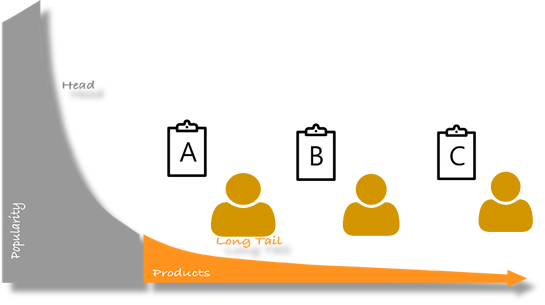 Head
A
B
C
Popularity
Long Tail
Products